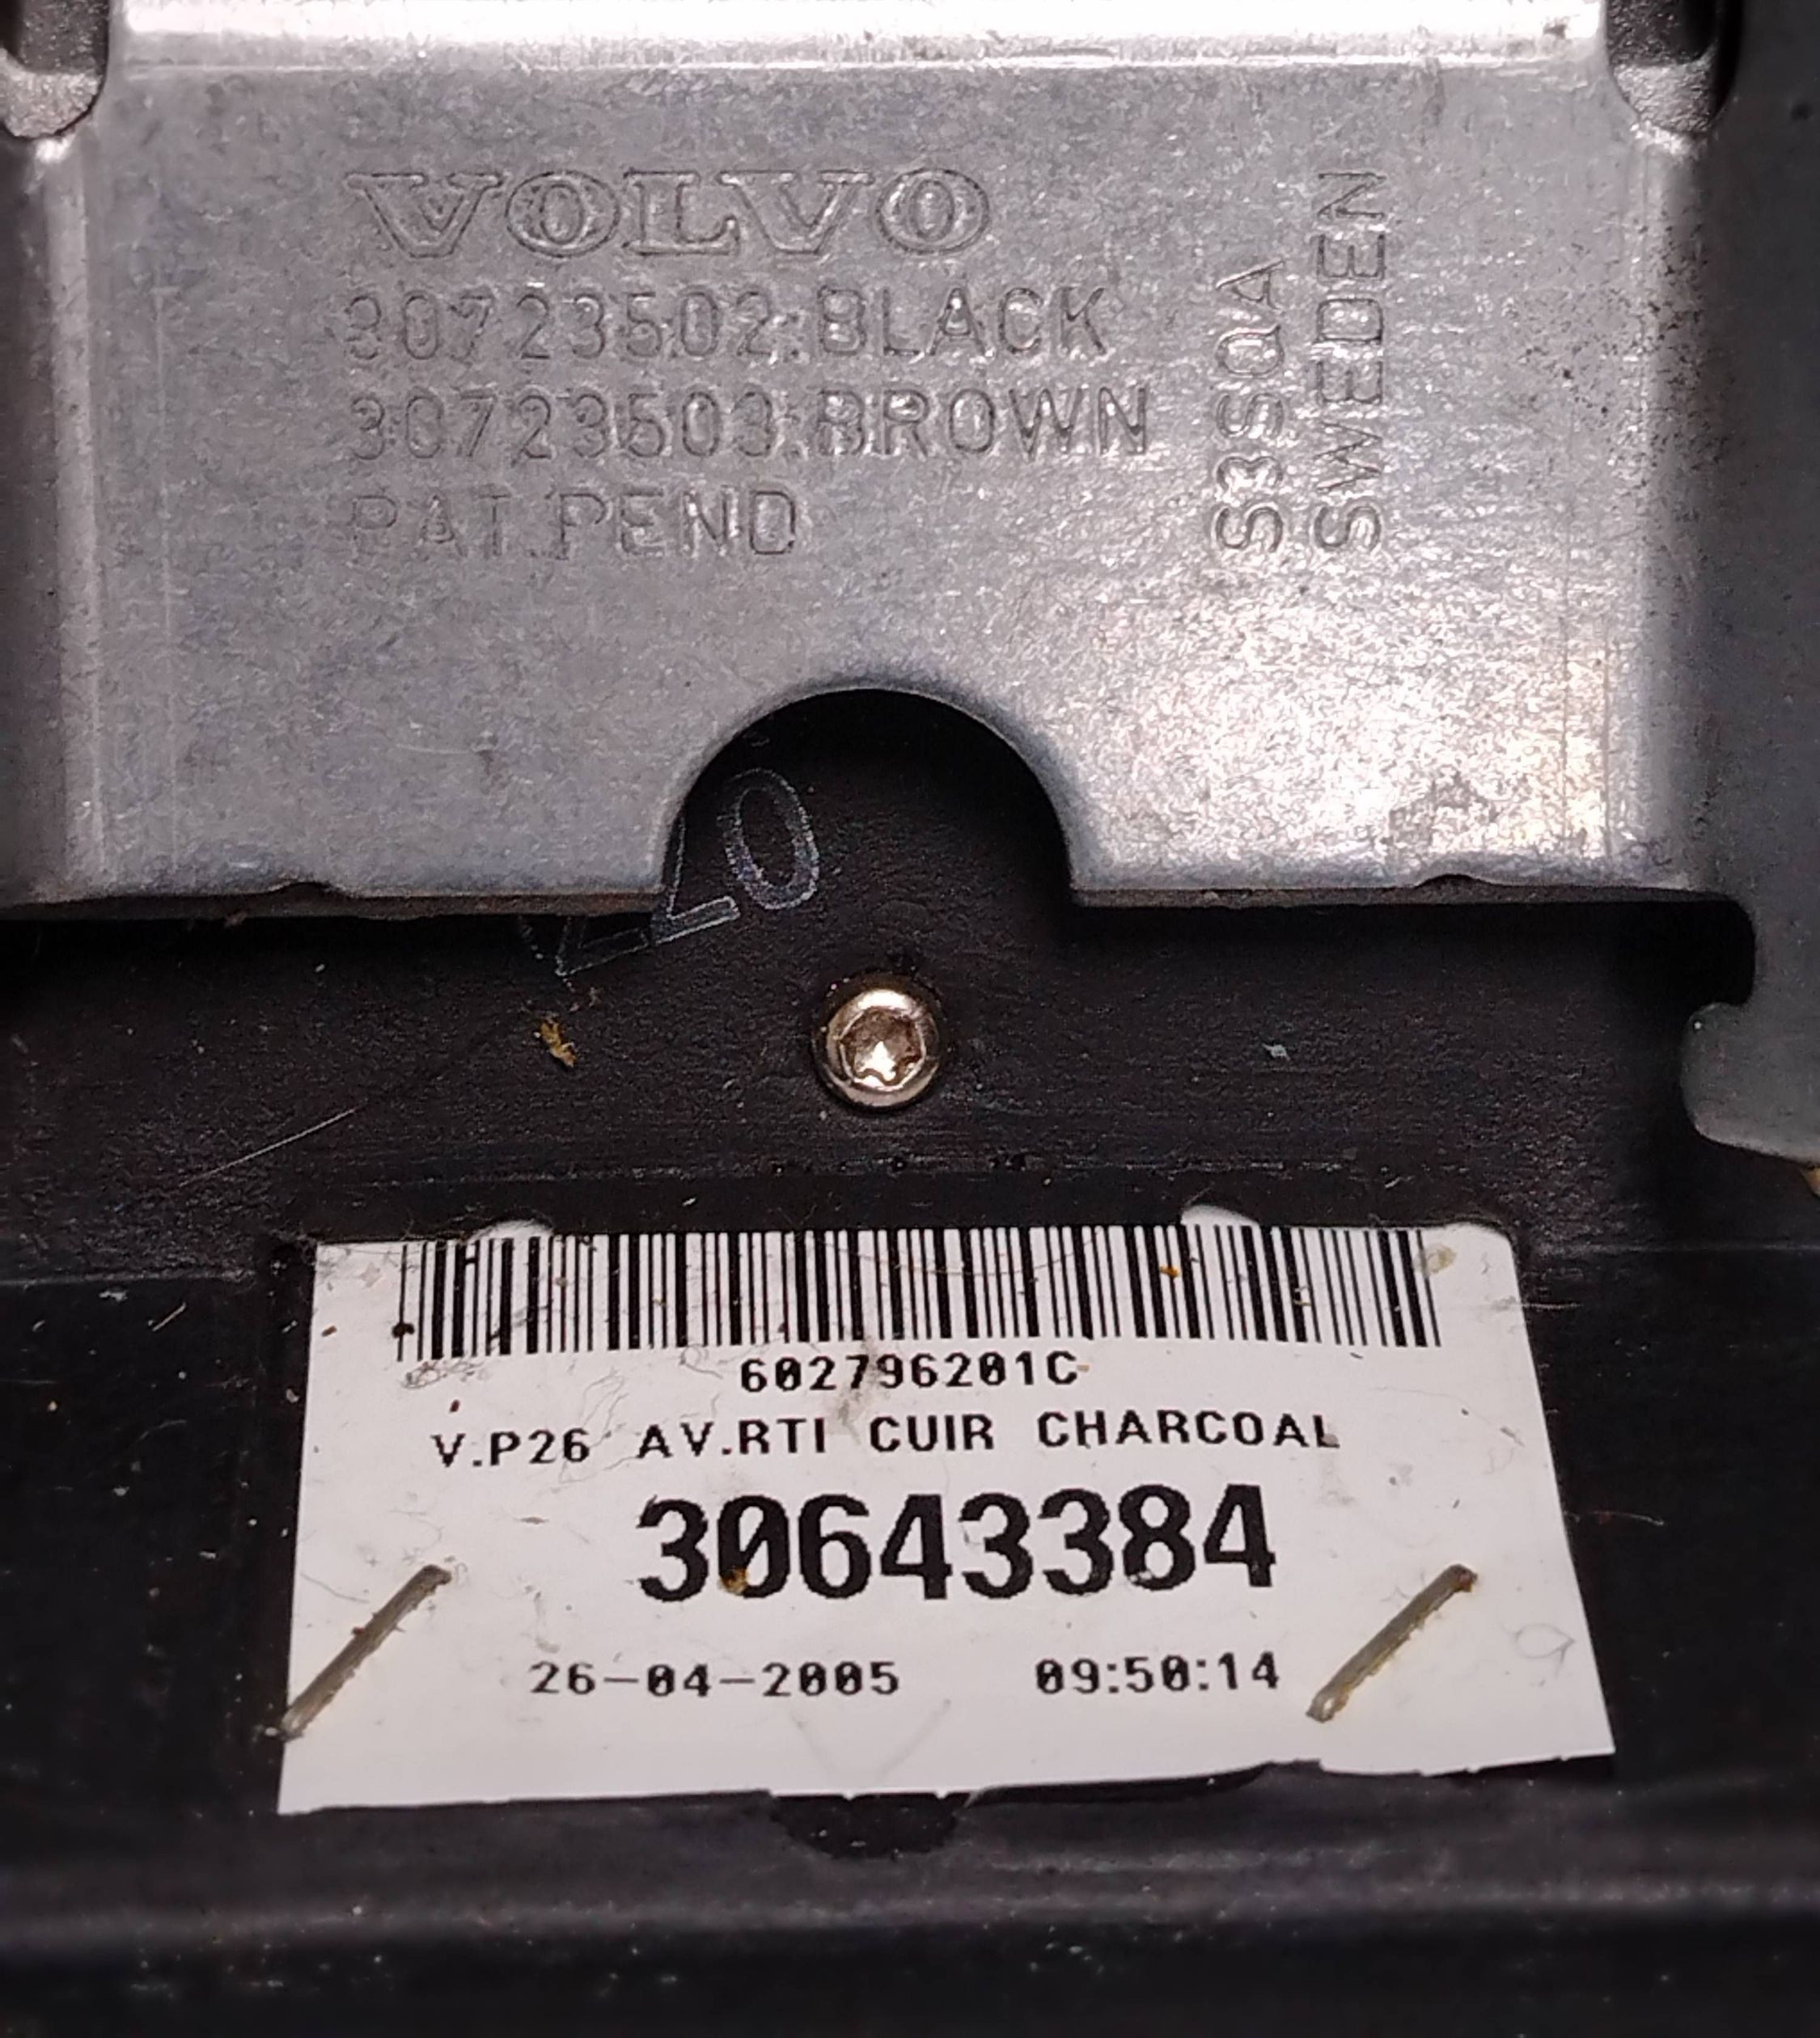 VOLVO
30723502:BLACK
30723503:BROWN
PAT.PEND
S3SQA
SWEDEN
602796201C
V.P26 AV.RTI CUIR CHARCOAL
30643384
26-04-2005 09:50:14